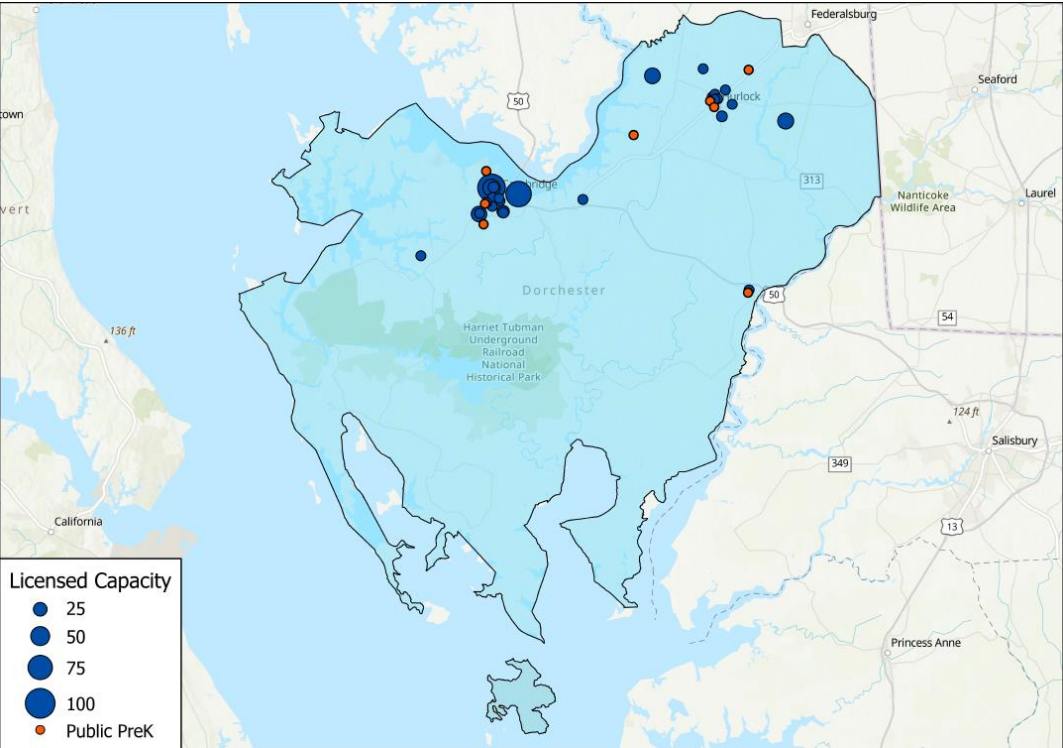 Federalsburg
50
Seaford
town
urlock
bridge
313
Laurel
Nanticoke
Wildlife Area
vert
Dorchester
50
54
136 ft
Harriet Tubman
Underground
Railroad
National
Historical Park
124 ft
Salisbury
349
California
13
Licensed Capacity
25
50
75
100
Public PreK
Princess Anne